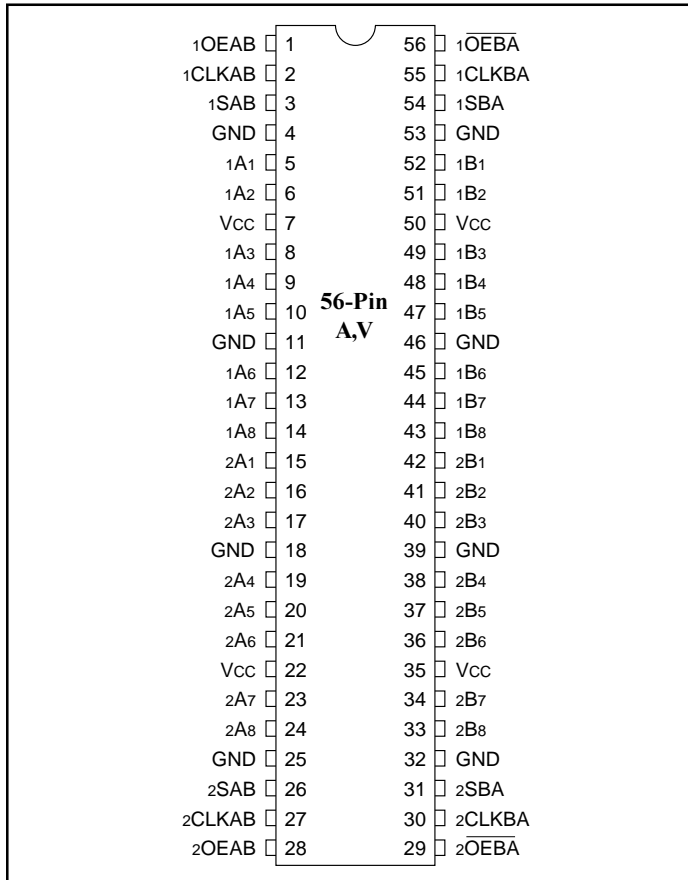 1OEAB 1 56 1O̅E̅B̅A̅
1CLKAB 2 55 1CLKBA
1SAB 3 54 1SBA
GND 4 53 GND
1A1 5 52 1B1
1A2 6 51 1B2
VCC 7 50 VCC
1A3 8 49 1B3
1A4 9 48 1B4
1A5 10 56-Pin 47 1B5
GND 11 A,V 46 GND
1A6 12 45 1B6
1A7 13 44 1B7
1A8 14 43 1B8
2A1 15 42 2B1
2A2 16 41 2B2
2A3 17 40 2B3
GND 18 39 GND
2A4 19 38 2B4
2A5 20 37 2B5
2A6 21 36 2B6
VCC 22 35 VCC
2A7 23 34 2B7
2A8 24 33 2B8
GND 25 32 GND
2SAB 26 31 2SBA
2CLKAB 27 30 2CLKBA
2OEAB 28 29 2O̅E̅B̅A̅